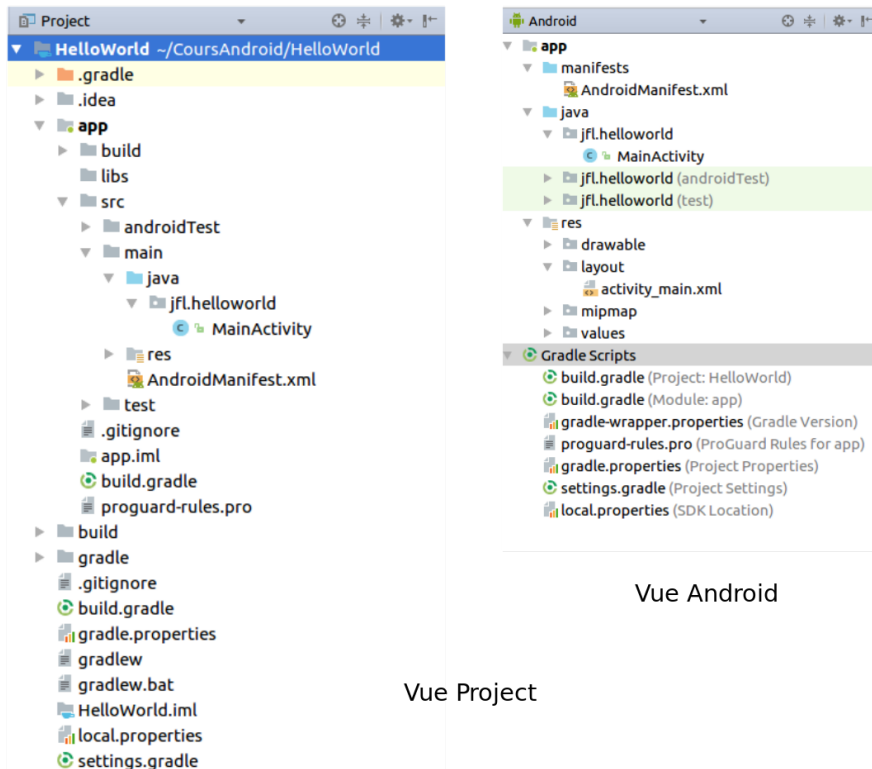 Project
HelloWorld ~/CoursAndroid/HelloWorld
.gradle
.idea
app
build
libs
src
androidTest
main
java
jfl.helloworld
C MainActivity
res
AndroidManifest.xml
test
.gitignore
app.iml
build.gradle
proguard-rules.pro
build
gradle
.gitignore
build.gradle
gradle.properties
gradlew
gradlew.bat
HelloWorld.iml
local.properties
settings.gradle
Vue Project
Android
app
manifests
AndroidManifest.xml
java
jfl.helloworld
C MainActivity
jfl.helloworld (androidTest)
jfl.helloworld (test)
res
drawable
layout
activity_main.xml
mipmap
values
Gradle Scripts
build.gradle (Project: HelloWorld)
build.gradle (Module: app)
gradle-wrapper.properties (Gradle Version)
proguard-rules.pro (ProGuard Rules for app)
gradle.properties (Project Properties)
settings.gradle (Project Settings)
local.properties (SDK Location)
Vue Android